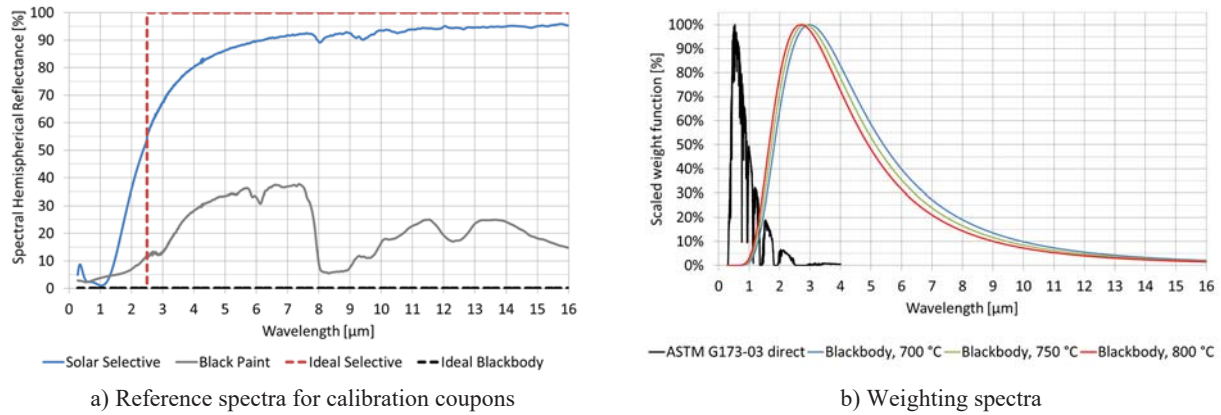 Spectral Hemispherical Reflectance [%]
100
90
80
70
60
50
40
30
20
10
0
0 1 2 3 4 5 6 7 8 9 10 11 12 13 14 15 16
Wavelength [µm]
Solar Selective Black Paint Ideal Selective Ideal Blackbody
a) Reference spectra for calibration coupons
Scaled weight function [%]
100%
90%
80%
70%
60%
50%
40%
30%
20%
10%
0%
0 1 2 3 4 5 6 7 8 9 10 11 12 13 14 15 16
Wavelength [µm]
ASTM G173-03 direct Blackbody, 700 °C Blackbody, 750 °C Blackbody, 800 °C
b) Weighting spectra